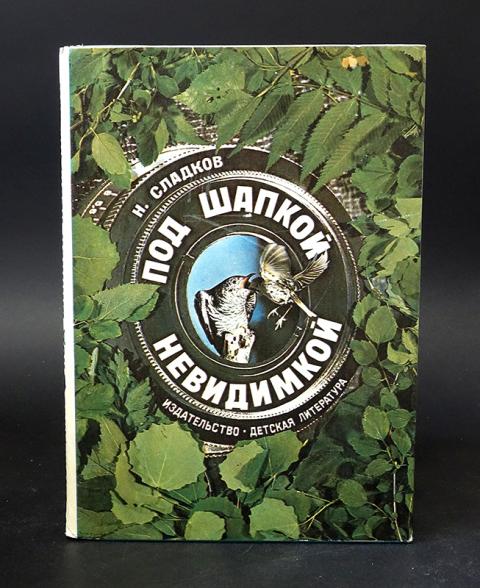 Н. СЛАДКОВ
ПОД ШАПКОЙ
НЕВИДИМКОЙ
ИЗДАТЕЛЬСТВО · ДЕТСКАЯ ЛИТЕРАТУРА